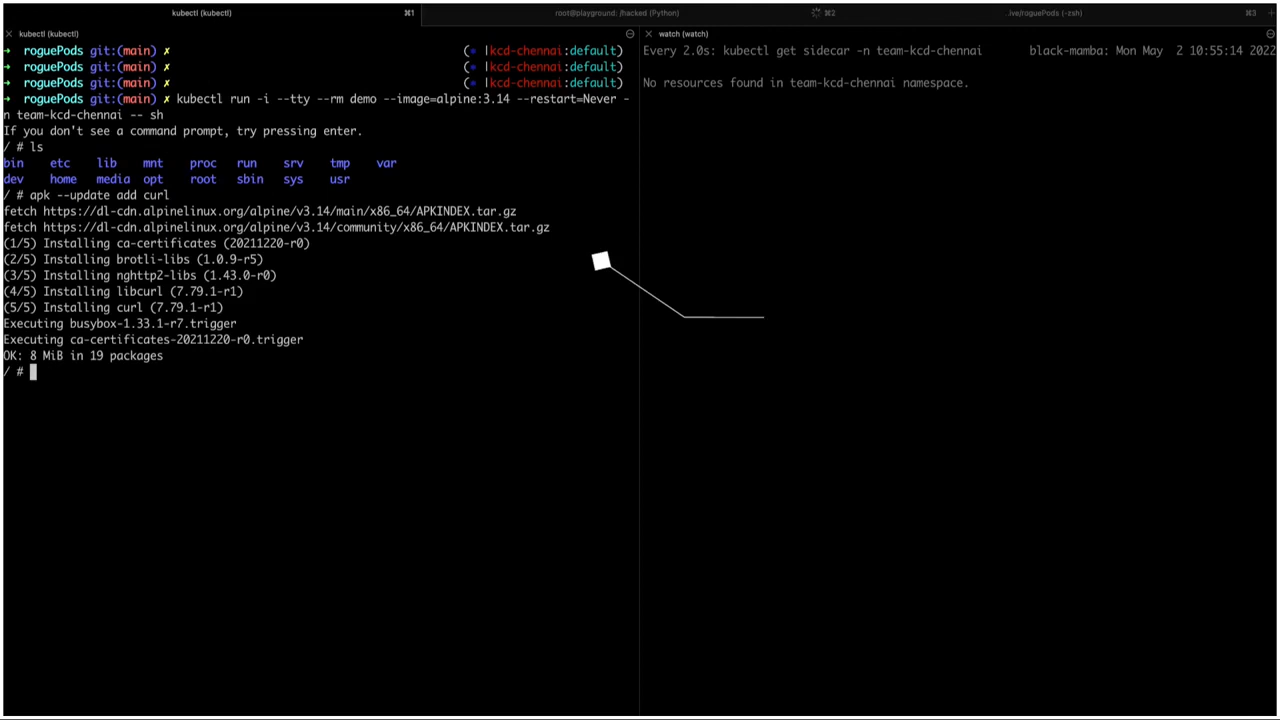 kubectl (kubectl) ⌘1 root@playground: /hacked (Python) ⌘2 ..ive/roguePods (-zsh) ⌘3 +
× kubectl (kubectl)
➜ roguePods git:(main) ✗ (⎈ |kcd-chennai:default)
➜ roguePods git:(main) ✗ (⎈ |kcd-chennai:default)
➜ roguePods git:(main) ✗ (⎈ |kcd-chennai:default)
➜ roguePods git:(main) ✗ kubectl run -i --tty --rm demo --image=alpine:3.14 --restart=Never -
n team-kcd-chennai -- sh
If you don't see a command prompt, try pressing enter.
/ # ls
bin etc lib mnt proc run srv tmp var
dev home media opt root sbin sys usr
/ # apk --update add curl
fetch https://dl-cdn.alpinelinux.org/alpine/v3.14/main/x86_64/APKINDEX.tar.gz
fetch https://dl-cdn.alpinelinux.org/alpine/v3.14/community/x86_64/APKINDEX.tar.gz
(1/5) Installing ca-certificates (20211220-r0)
(2/5) Installing brotli-libs (1.0.9-r5)
(3/5) Installing nghttp2-libs (1.43.0-r0)
(4/5) Installing libcurl (7.79.1-r1)
(5/5) Installing curl (7.79.1-r1)
Executing busybox-1.33.1-r7.trigger
Executing ca-certificates-20211220-r0.trigger
OK: 8 MiB in 19 packages
/ #
× watch (watch)
Every 2.0s: kubectl get sidecar -n team-kcd-chennai black-mamba: Mon May 2 10:55:14 2022
No resources found in team-kcd-chennai namespace.